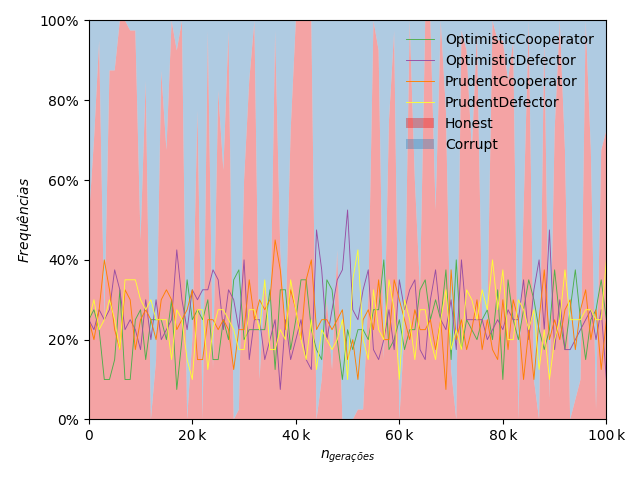 100%
80%
60%
40%
20%
0%
Frequências
OptimisticCooperator
OptimisticDefector
PrudentCooperator
PrudentDefector
Honest
Corrupt
0
20 k
40 k
60 k
80 k
100 k
n_gerações